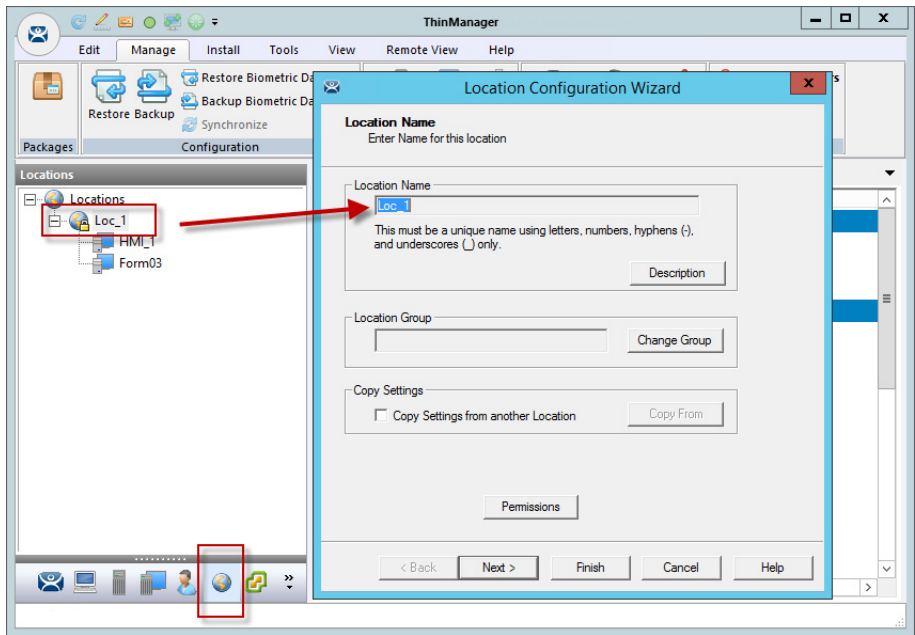 ThinManager
Edit Manage Install Tools View Remote View Help
Restore Biometric Da
Backup Biometric Da
Restore Backup
Synchronize
Packages
Configuration
s
Location Configuration Wizard
x
Location Name
Enter Name for this location
Locations
Locations
Loc_1
HMI_1
Form03
Location Name
Loc_1
This must be a unique name using letters, numbers, hyphens (-),
and underscores (_) only.
Description
Location Group
Change Group
Copy Settings
Copy Settings from another Location
Copy From
Permissions
< Back Next > Finish Cancel Help